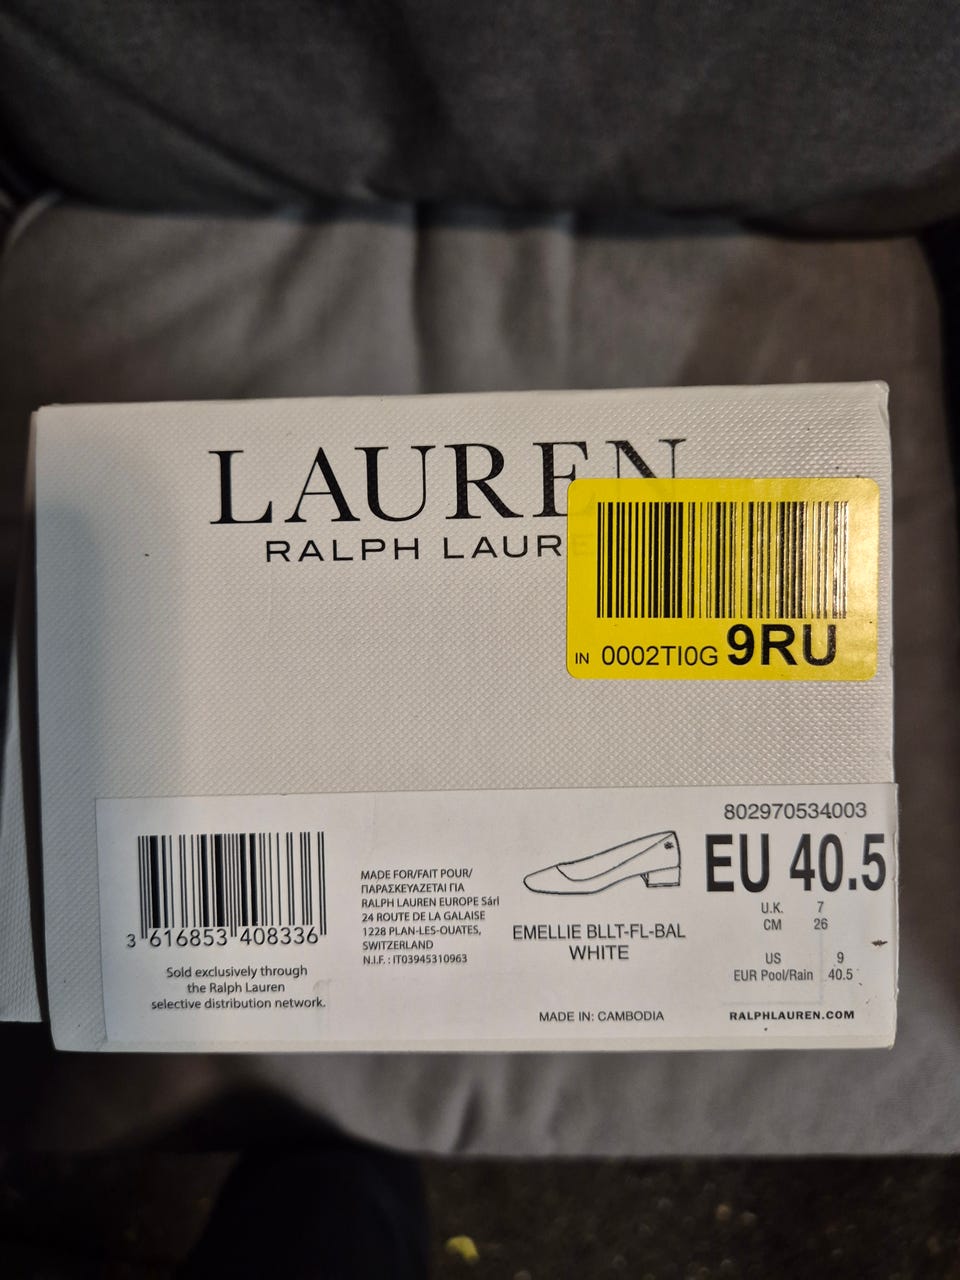 LAUREN
RALPH LAURE
IN 0002TI0G 9RU
802970534003
EU 40.5
U.K. 7
CM 26
US 9
EUR Pool/Rain 40.5
RALPHLAUREN.COM
EMELLIE BLLT-FL-BAL
WHITE
MADE IN: CAMBODIA
MADE FOR/FAIT POUR/
ΠΑΡΑΣΚΕΥΑΖΕΤΑΙ ΓΙΑ
RALPH LAUREN EUROPE Sárl
24 ROUTE DE LA GALAISE
1228 PLAN-LES-OUATES,
SWITZERLAND
N.I.F. : IT03945310963
3 616853 408336
Sold exclusively through
the Ralph Lauren
selective distribution network.